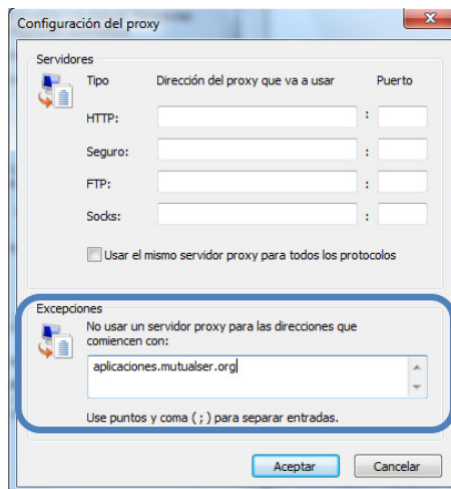 Configuración del proxy
Servidores
Tipo Dirección del proxy que va a usar Puerto
HTTP: :
Seguro: :
FTP: :
Socks: :
Usar el mismo servidor proxy para todos los protocolos
Excepciones
No usar un servidor proxy para las direcciones que
comiencen con:
aplicaciones.mutualser.org
Use puntos y coma ( ; ) para separar entradas.
Aceptar Cancelar